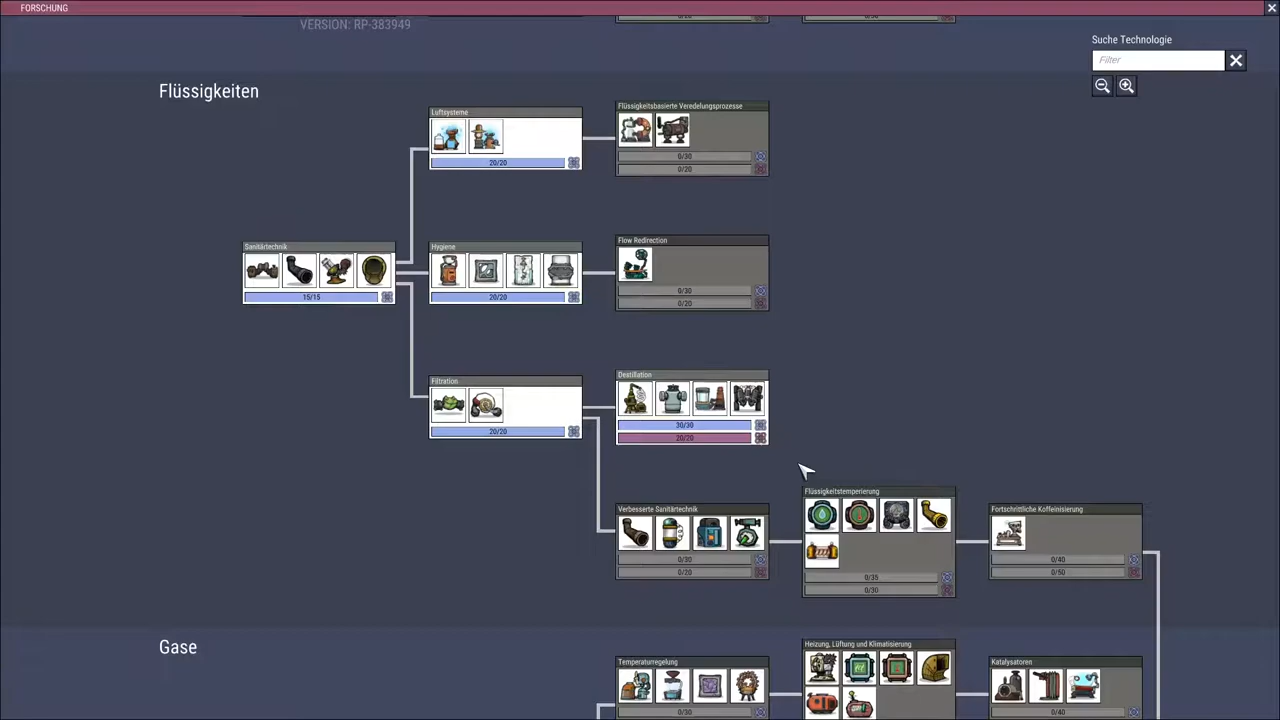 FORSCHUNG
VERSION: RP-383949
Suche Technologie
Filter
Flüssigkeiten
Luftsysteme
20/20
Flüssigkeitsbasierte Veredelungsprozesse
0/30
0/20
Sanitärtechnik
15/15
Hygiene
20/20
Flow Redirection
0/30
0/20
Filtration
20/20
Destillation
30/30
20/20
Verbesserte Sanitärtechnik
0/30
0/20
Flüssigkeitstemperierung
0/35
0/30
Fortschrittliche Koffeinisierung
0/40
0/50
Gase
Temperaturregelung
0/30
Heizung, Lüftung und Klimatisierung
Katalysatoren
0/40